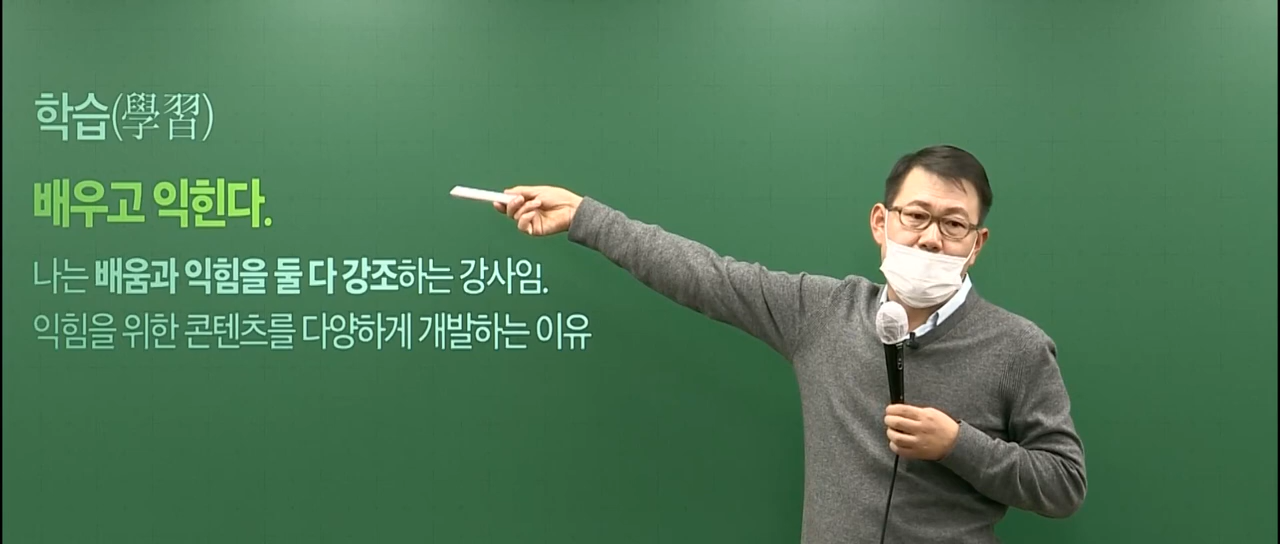 학습(學習)
배우고 익힌다.
나는 배움과 익힘을 둘 다 강조하는 강사임.
익힘을 위한 콘텐츠를 다양하게 개발하는 이유